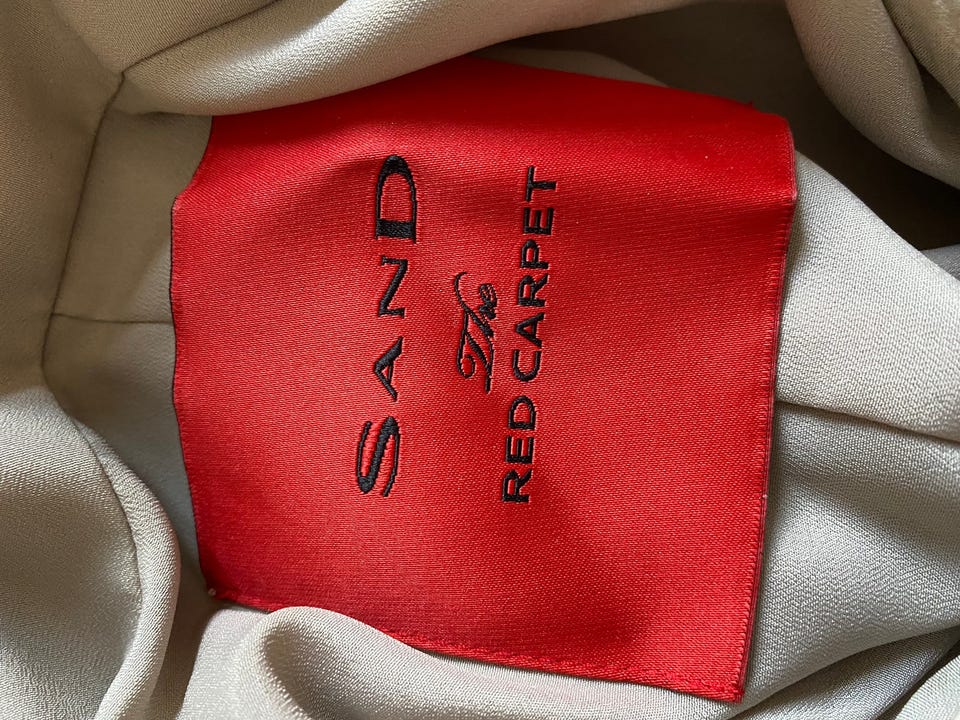 SAND
The
RED CARPET